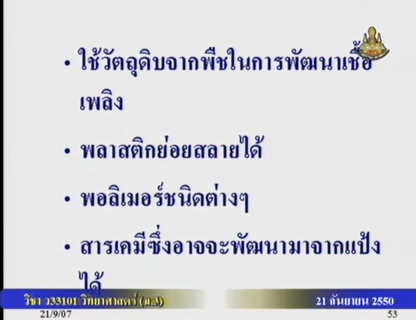 • ใช้วัตถุดิบจากพืชในการพัฒนาเชื้อ
เพลิง
• พลาสติกย่อยสลายได้
• พอลิเมอร์ชนิดต่างๆ
• สารเคมีซึ่งอาจจะพัฒนามาจากแป้ง
ได้
วิชา ว33101 วิทยาศาสตร์ (ม.3) 21 กันยายน 2550
21/9/07 53